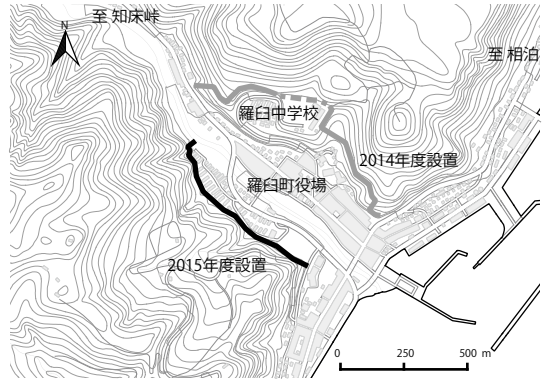 至 知床峠
N
至 相泊
羅臼中学校
2014年度設置
羅臼町役場
2015年度設置
0 250 500 m